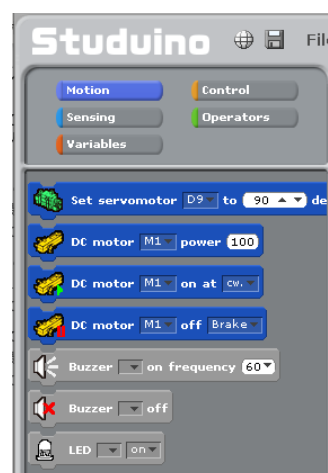 Studuino File
Motion Control
Sensing Operators
Variables
Set servomotor D9 to 90 de
DC motor M1 power 100
DC motor M1 on at cw.
DC motor M1 off Brake
Buzzer on frequency 60
Buzzer off
LED on